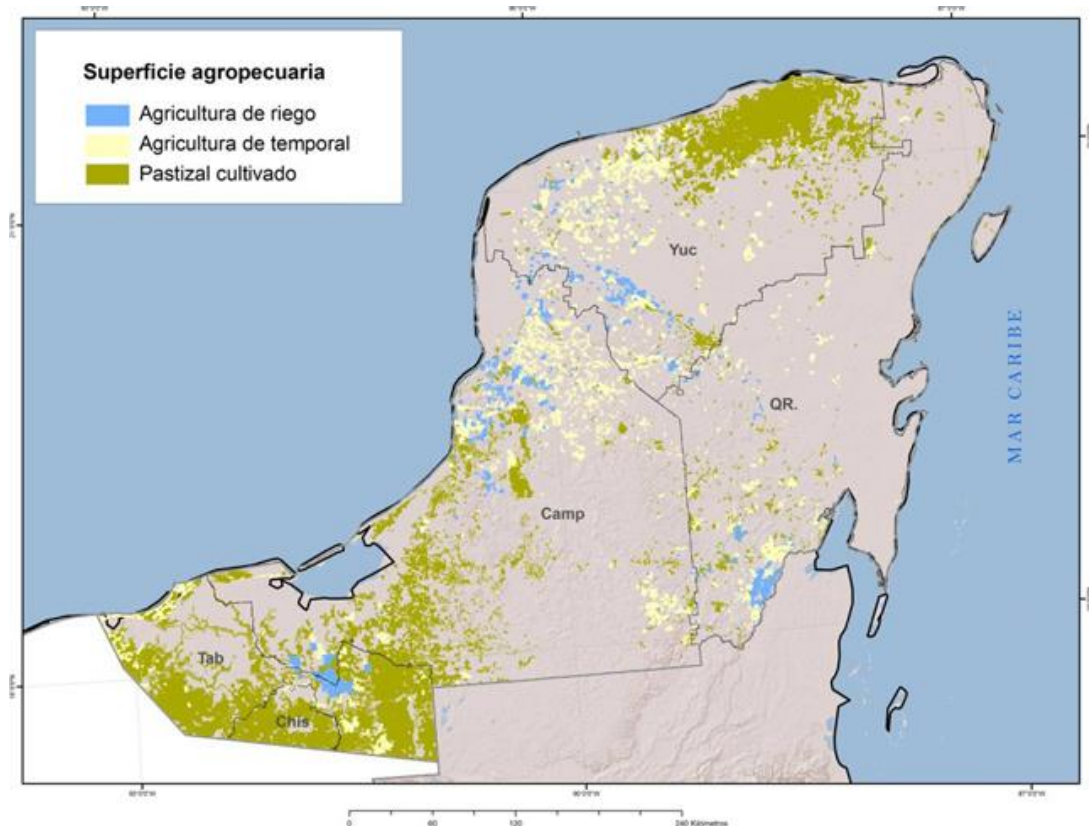 Superficie agropecuaria
Agricultura de riego
Agricultura de temporal
Pastizal cultivado
Yuc
QR.
MAR CARIBE
Camp
Tab
Chis
0 60 120 240 Kilómetros